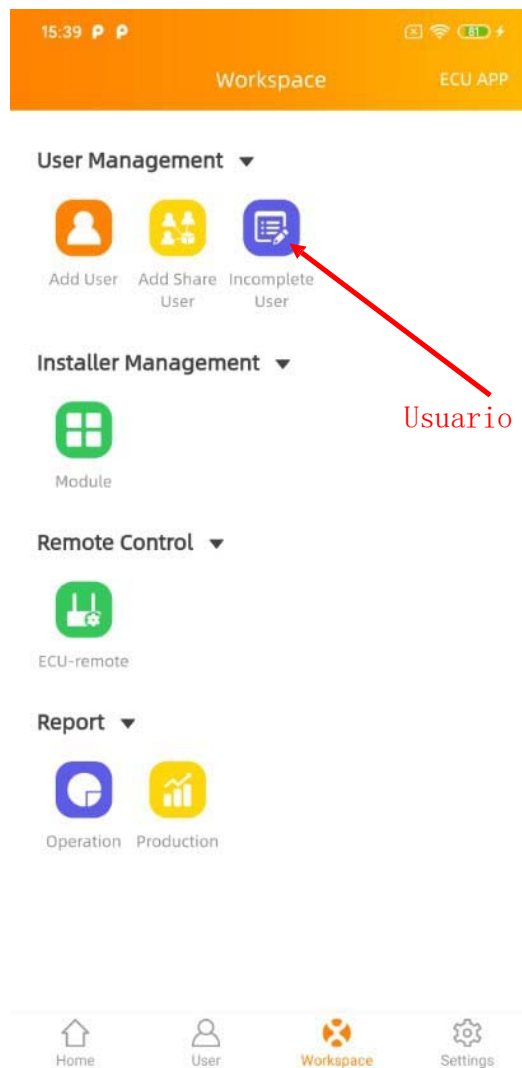 15:39 P P
81
Workspace
ECU APP
User Management
Add User
Add Share
User
Incomplete
User
Usuario
Installer Management
Module
Remote Control
ECU-remote
Report
Operation
Production
Home
User
Workspace
Settings